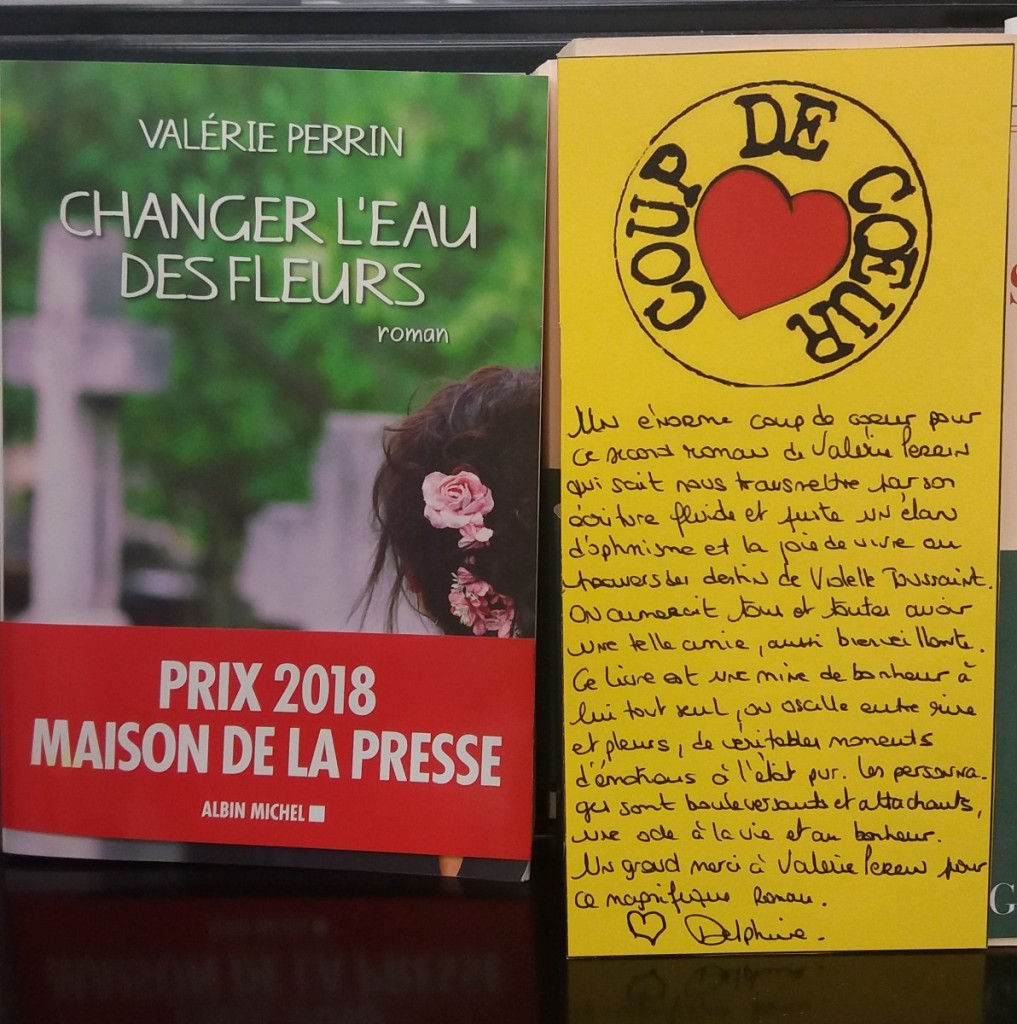 VALÉRIE PERRIN
CHANGER L'EAU
DES FLEURS
roman
PRIX 2018
MAISON DE LA PRESSE
ALBIN MICHEL
COUP DE CŒUR
Un énorme coup de coeur pour
ce second roman de Valérie Perrin
qui sait nous transmettre par son
écriture fluide et juste un élan
d'optimisme et la joie de vivre au
travers du destin de Violette Toussaint.
On aimerait tous et toutes avoir
une telle amie, aussi bienveillante.
Ce livre est une mine de bonheur à
lui tout seul, on oscille entre rire
et pleurs, de véritables moments
d'émotions à l'état pur. Les personna-
ges sont bouleversants et attachants,
une ode à la vie et au bonheur.
Un grand merci à Valérie Perrin pour
ce magnifique roman.
Delphine.
S
G